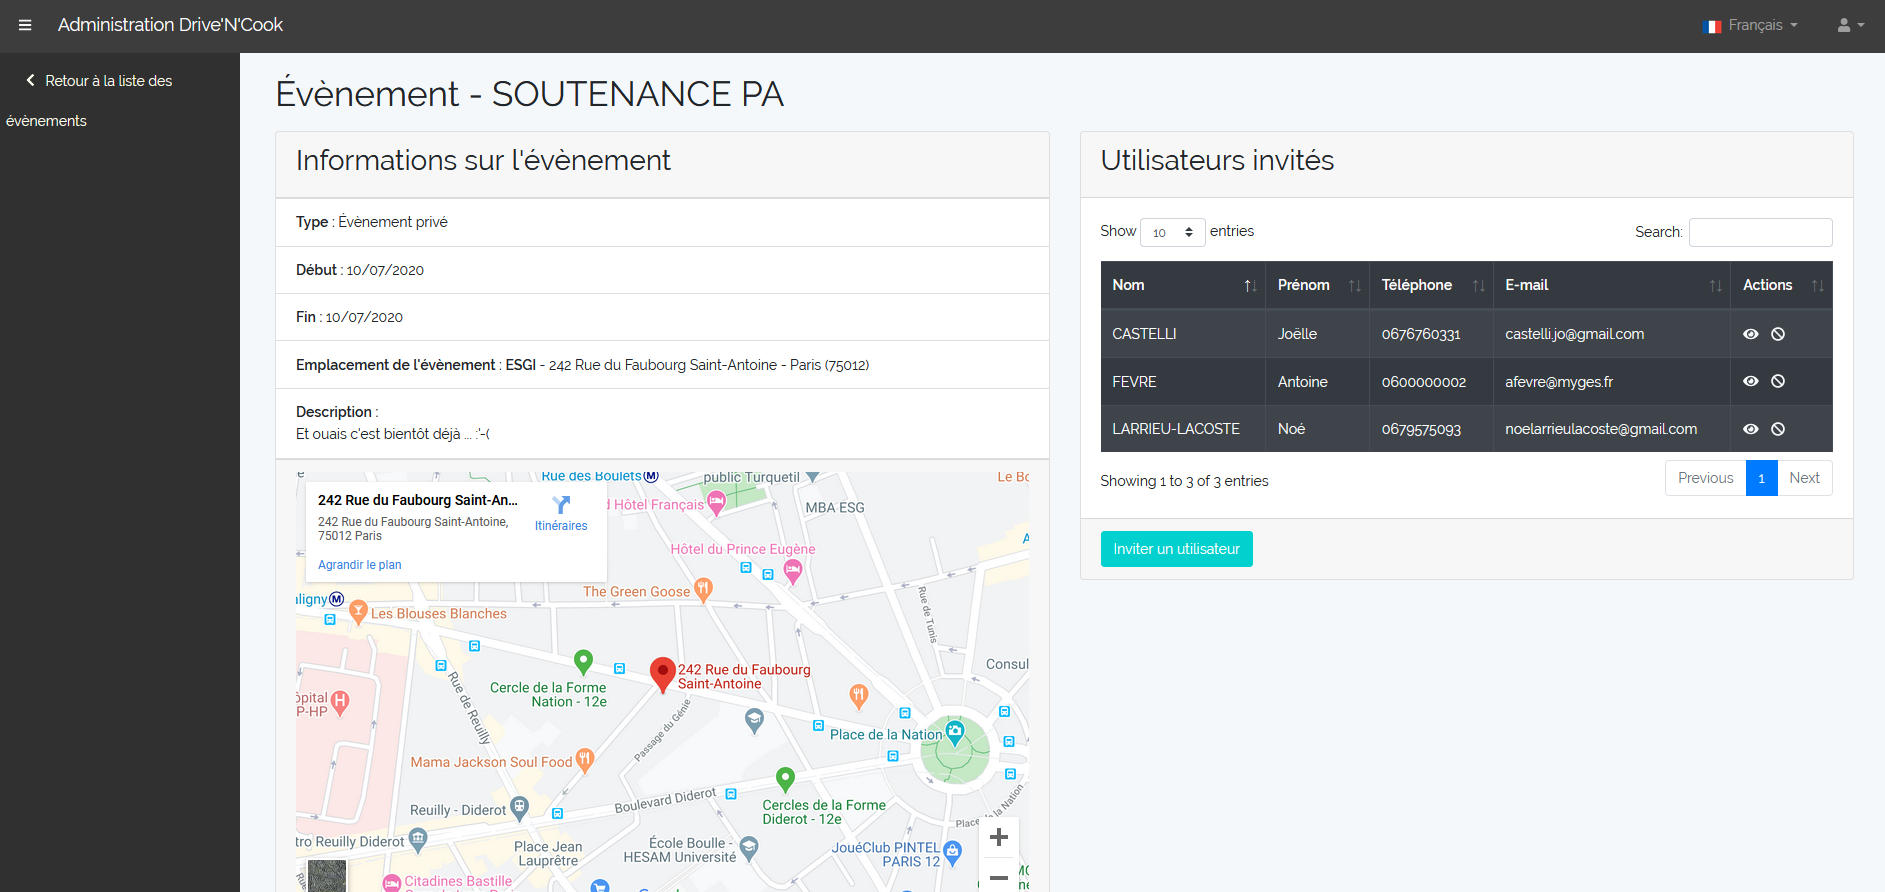 Administration Drive'N'Cook
Français
Retour à la liste des
évènements
Évènement - SOUTENANCE PA
Informations sur l'évènement
Type : Évènement privé
Début : 10/07/2020
Fin : 10/07/2020
Emplacement de l'évènement : ESGI - 242 Rue du Faubourg Saint-Antoine - Paris (75012)
Description :
Et ouais c'est bientôt déjà ... :'-(
Rue des Boulets
public Turquetil
Le Bo
242 Rue du Faubourg Saint-An...
242 Rue du Faubourg Saint-Antoine,
75012 Paris
Itinéraires
Agrandir le plan
d Hôtel Français
MBA ESG
Hôtel du Prince Eugène
The Green Goose
aligny
Les Blouses Blanches
Rue de Tunis
Consul
242 Rue du Faubourg
Saint-Antoine
Cercle de la Forme
Nation - 12e
Rue de Reuilly
ôpital
P-HP
Passage du Génie
Place de la Nation
Mama Jackson Soul Food
Boulevard Diderot
Cercles de la Forme
Diderot - 12e
Reuilly - Diderot
tro Reuilly Diderot
Place Jean
Lauprêtre
École Boulle -
HESAM Université
JouéClub PINTEL
PARIS 12
Citadines Bastille
Utilisateurs invités
Show 10 entries
Search:
Nom Prénom Téléphone E-mail Actions
CASTELLI Joëlle 0676760331 castelli.jo@gmail.com
FEVRE Antoine 0600000002 afevre@myges.fr
LARRIEU-LACOSTE Noé 0679575093 noelarrieulacoste@gmail.com
Showing 1 to 3 of 3 entries
Previous 1 Next
Inviter un utilisateur